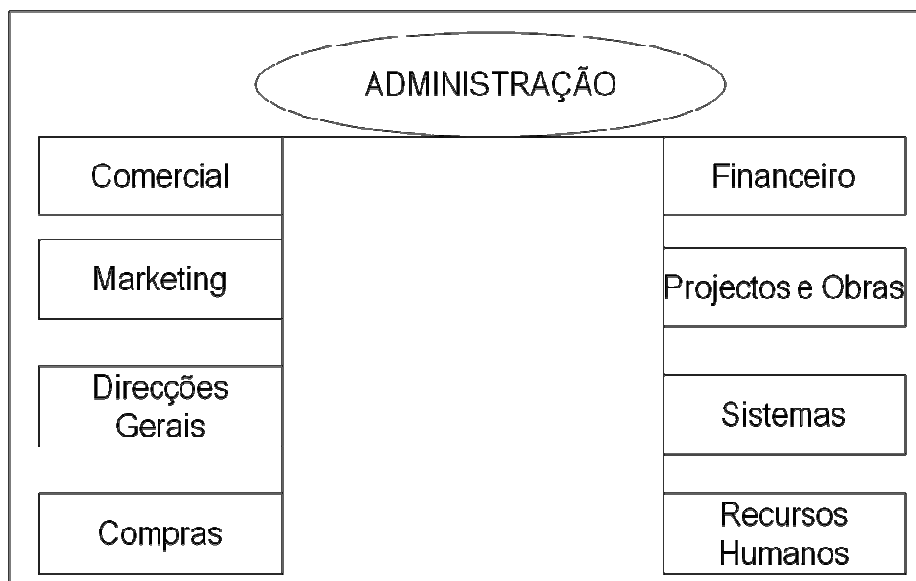 ADMINISTRAÇÃO
Comercial
Financeiro
Marketing
Projectos e Obras
Direcções
Gerais
Sistemas
Compras
Recursos
Humanos